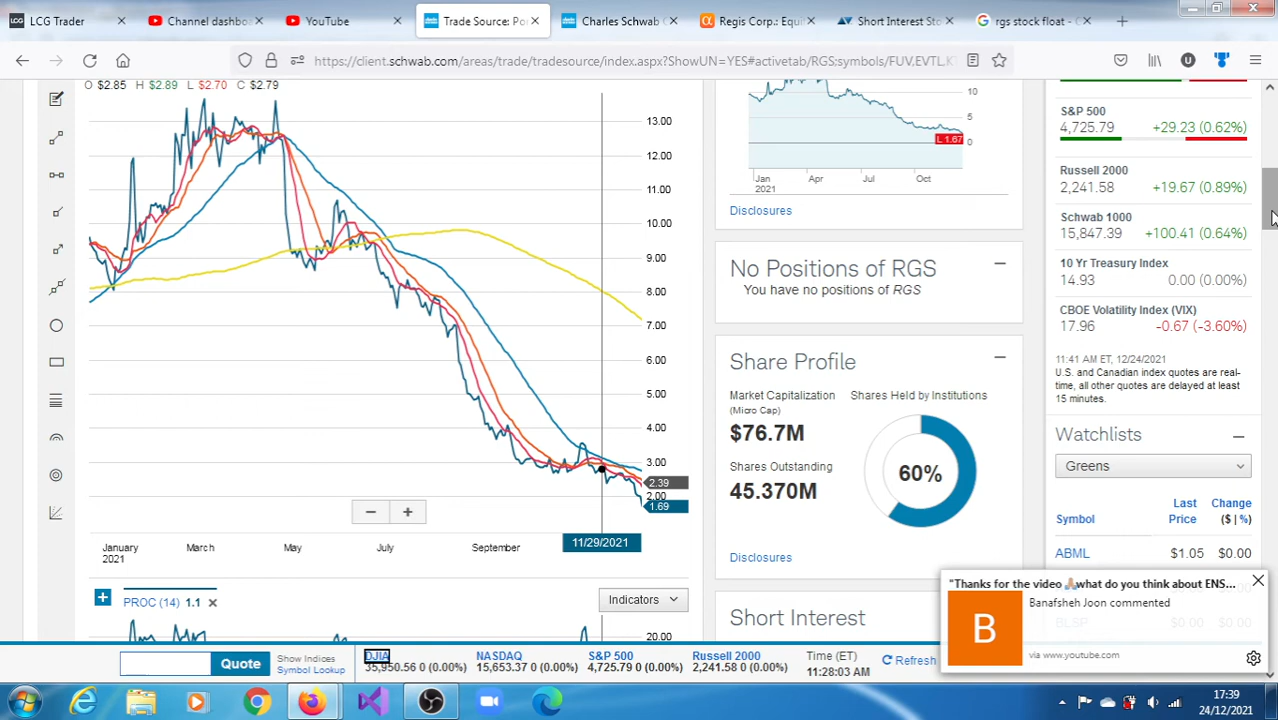 LCG Trader
Channel dashboa
YouTube
Trade Source: Po
Charles Schwab C
Regis Corp.: Equit
Short Interest Sto
rgs stock float - G
https://client.schwab.com/areas/trade/tradesource/index.aspx?ShowUN=YES#activetab/RGS:symbols/FUV,EVTL,K
O $2.85 H $2.89 L $2.70 C $2.79
13.00
12.00
11.00
10.00
9.00
8.00
7.00
6.00
5.00
4.00
3.00
2.39
2.00
1.69
January
2021
March
May
July
September
11/29/2021
PROC (14) 1.1
Indicators
20.00
10
5
L 1.67
0
Jan
2021
Apr
Jul
Oct
Disclosures
No Positions of RGS
You have no positions of RGS
Share Profile
Market Capitalization
(Micro Cap)
$76.7M
Shares Outstanding
45.370M
Shares Held by Institutions
60%
Disclosures
Short Interest
S&P 500
4,725.79 +29.23 (0.62%)
Russell 2000
2,241.58 +19.67 (0.89%)
Schwab 1000
15,847.39 +100.41 (0.64%)
10 Yr Treasury Index
14.93 0.00 (0.00%)
CBOE Volatility Index (VIX)
17.96 -0.67 (-3.60%)
11:41 AM ET, 12/24/2021
U.S. and Canadian index quotes are real-
time, all other quotes are delayed at least
15 minutes.
Watchlists
Greens
Symbol
Last
Price
Change
($ | %)
ABML $1.05 $0.00
"Thanks for the video 🙏what do you think about ENS...
Banafsheh Joon commented
B
BLSP $0.00 $0.00
via www.youtube.com
Quote
Show Indices
Symbol Lookup
DJIA
35,950.56 0 (0.00%)
NASDAQ
15,653.37 0 (0.00%)
S&P 500
4,725.79 0 (0.00%)
Russell 2000
2,241.58 0 (0.00%)
Time (ET)
11:28:03 AM
Refresh
17:39
24/12/2021